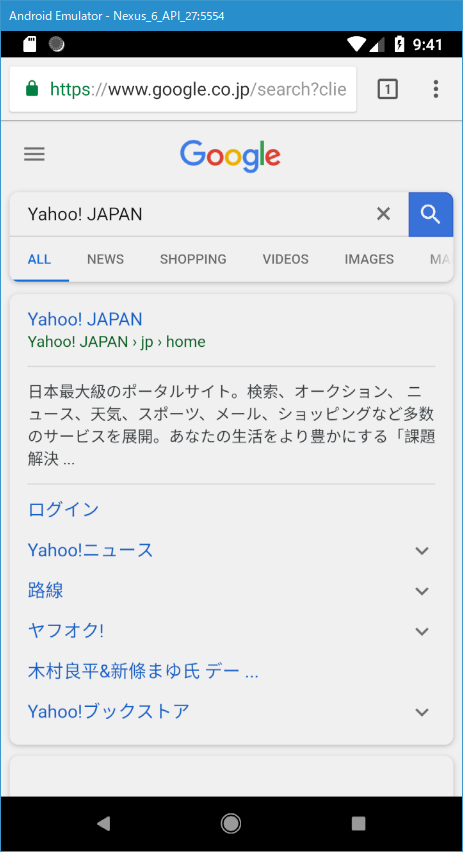 Android Emulator - Nexus_6_API_27:5554
9:41
https://www.google.co.jp/search?clie
1
Google
Yahoo! JAPAN
ALL NEWS SHOPPING VIDEOS IMAGES MA
Yahoo! JAPAN
Yahoo! JAPAN › jp › home
日本最大級のポータルサイト。検索、オークション、 ニ
ュース、天気、スポーツ、メール、ショッピングなど多数
のサービスを展開。あなたの生活をより豊かにする「課題
解決 ...
ログイン
Yahoo!ニュース
路線
ヤフオク!
木村良平&新條まゆ氏 デー ...
Yahoo!ブックストア